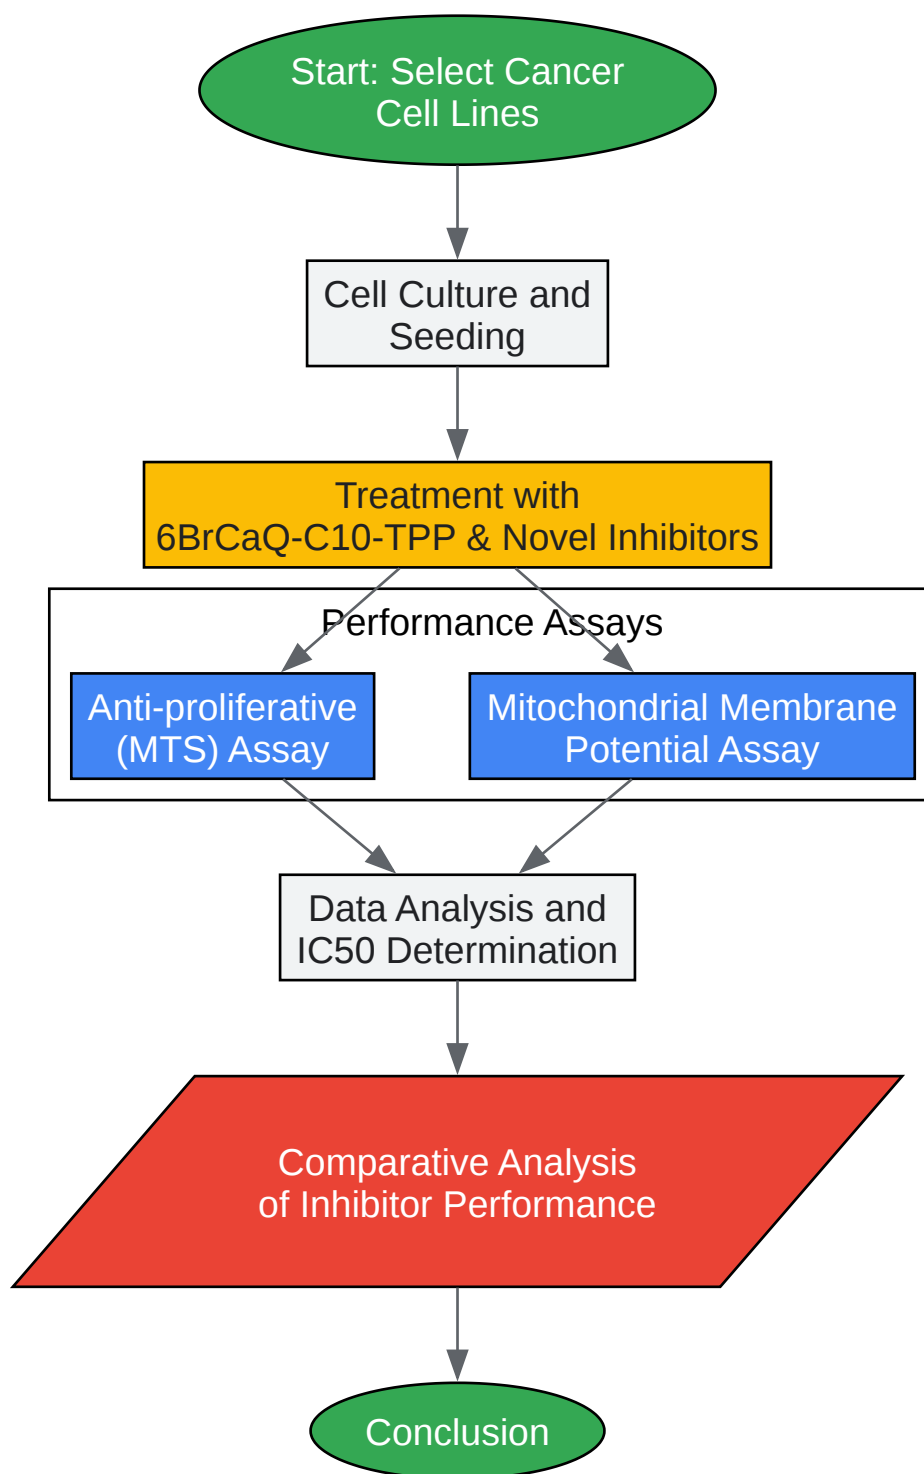 Start: Select Cancer
Cell Lines
Cell Culture and
Seeding
Treatment with
6BrCaQ-C10-TPP & Novel Inhibitors
Performance Assays
Anti-proliferative
(MTS) Assay
Mitochondrial Membrane
Potential Assay
Data Analysis and
IC50 Determination
Comparative Analysis
of Inhibitor Performance
Conclusion